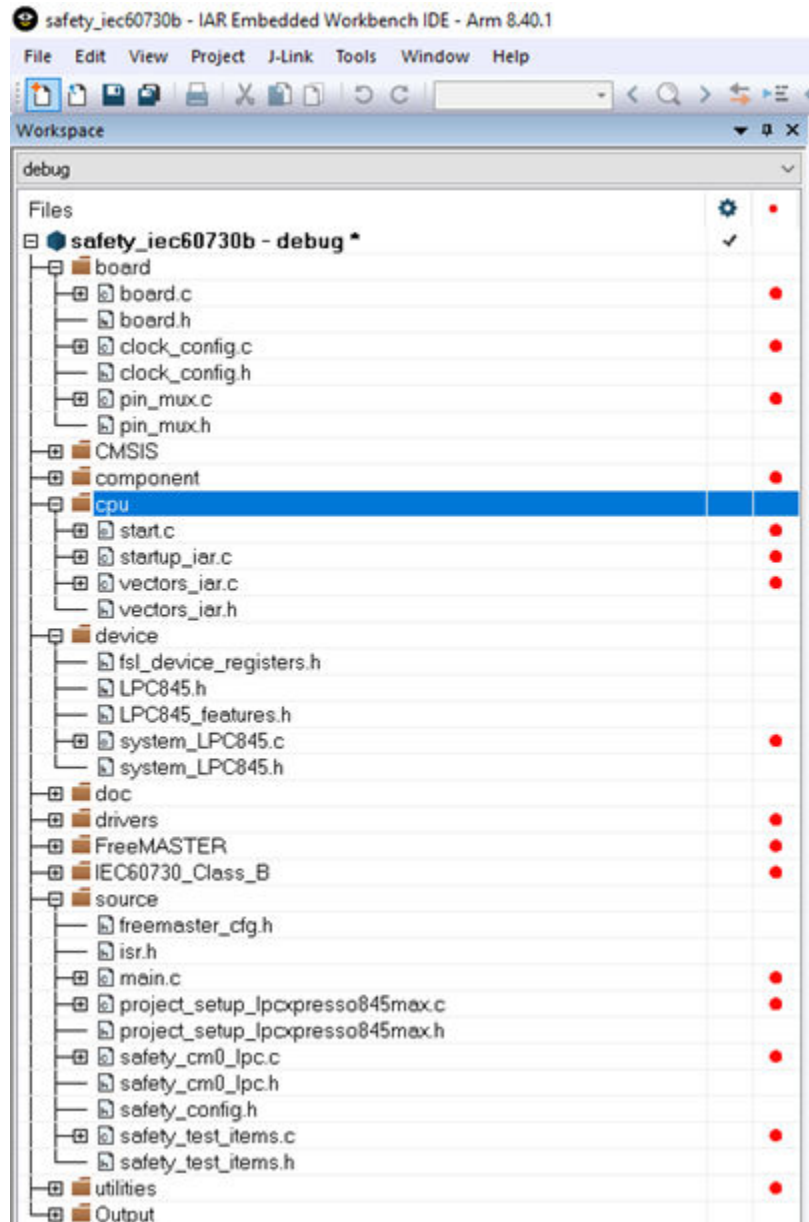 safety_iec60730b - IAR Embedded Workbench IDE - Arm 8.40.1
File Edit View Project J-Link Tools Window Help
Workspace
debug
Files
safety_iec60730b - debug *
board
board.c
board.h
clock_config.c
clock_config.h
pin_mux.c
pin_mux.h
CMSIS
component
cpu
start.c
startup_iar.c
vectors_iar.c
vectors_iar.h
device
fsl_device_registers.h
LPC845.h
LPC845_features.h
system_LPC845.c
system_LPC845.h
doc
drivers
FreeMASTER
IEC60730_Class_B
source
freemaster_cfg.h
isr.h
main.c
project_setup_lpcxpresso845max.c
project_setup_lpcxpresso845max.h
safety_cm0_lpc.c
safety_cm0_lpc.h
safety_config.h
safety_test_items.c
safety_test_items.h
utilities
Output